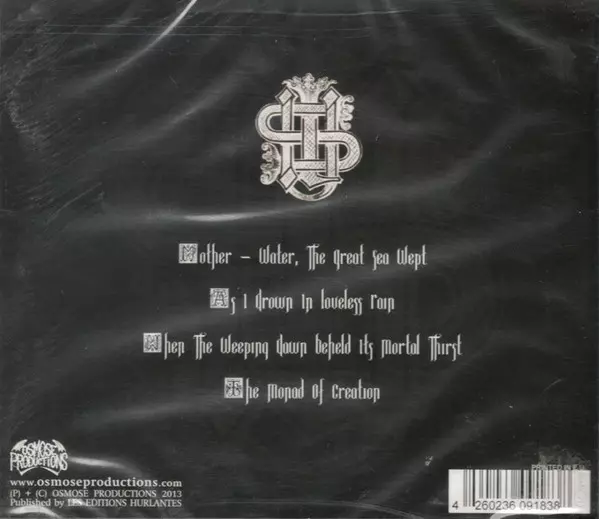 Mother – Water, The Great Sea Wept
As I Drown In Loveless Rain
When The Weeping Dawn Beheld Its Mortal Thirst
The Monad Of Creation
OSMOSE
PRODUCTIONS
www.osmoseproductions.com
(P) + (C) OSMOSE PRODUCTIONS 2013
Published by LES EDITIONS HURLANTES
PRINTED IN E.U.
4 260236 091838